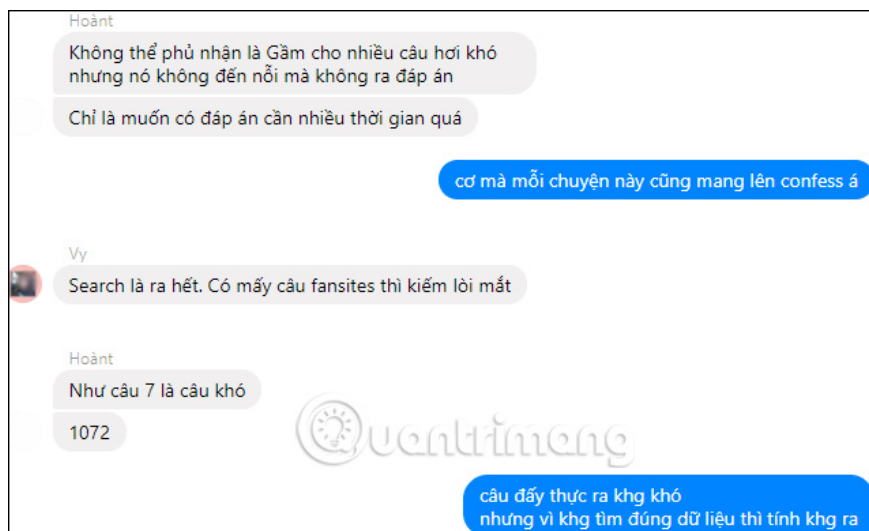 Hoànt
Không thể phủ nhận là Gầm cho nhiều câu hơi khó
nhưng nó không đến nỗi mà không ra đáp án
Chỉ là muốn có đáp án cần nhiều thời gian quá
cơ mà mỗi chuyện này cũng mang lên confess á
Vy
Search là ra hết. Có mấy câu fansites thì kiếm lòi mắt
Hoànt
Như câu 7 là câu khó
1072
Quantrimang
câu đấy thực ra khg khó
nhưng vì khg tìm đúng dữ liệu thì tính khg ra